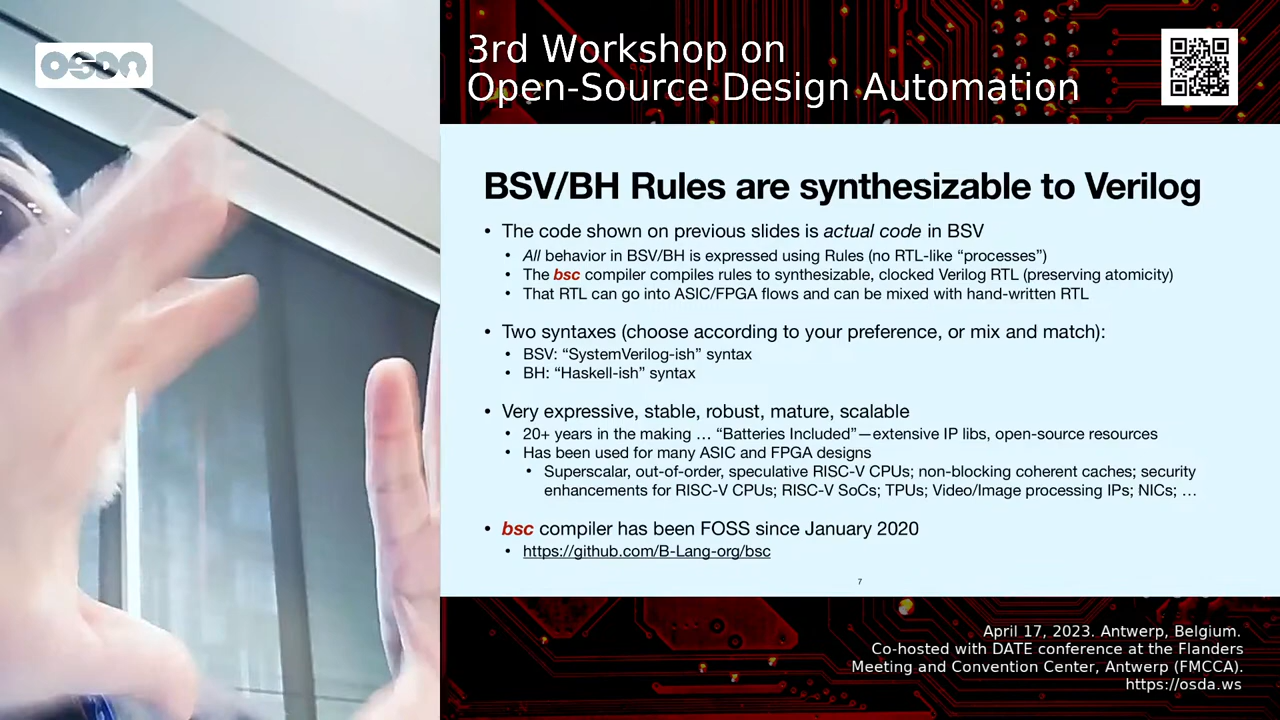 OSDA
3rd Workshop on
Open-Source Design Automation
BSV/BH Rules are synthesizable to Verilog
• The code shown on previous slides is actual code in BSV
• All behavior in BSV/BH is expressed using Rules (no RTL-like “processes”)
• The bsc compiler compiles rules to synthesizable, clocked Verilog RTL (preserving atomicity)
• That RTL can go into ASIC/FPGA flows and can be mixed with hand-written RTL
• Two syntaxes (choose according to your preference, or mix and match):
• BSV: “SystemVerilog-ish” syntax
• BH: “Haskell-ish” syntax
• Very expressive, stable, robust, mature, scalable
• 20+ years in the making … “Batteries Included”—extensive IP libs, open-source resources
• Has been used for many ASIC and FPGA designs
• Superscalar, out-of-order, speculative RISC-V CPUs; non-blocking coherent caches; security
enhancements for RISC-V CPUs; RISC-V SoCs; TPUs; Video/Image processing IPs; NICs; …
• bsc compiler has been FOSS since January 2020
• https://github.com/B-Lang-org/bsc
7
April 17, 2023. Antwerp, Belgium.
Co-hosted with DATE conference at the Flanders
Meeting and Convention Center, Antwerp (FMCCA).
https://osda.ws